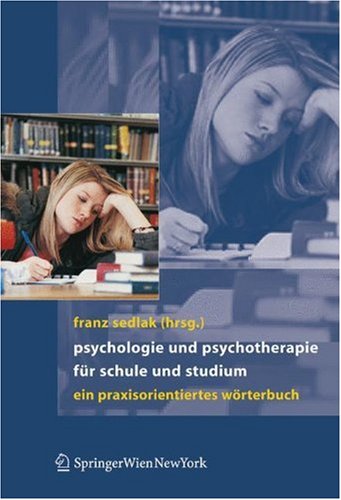 franz sedlak (hrsg.)
psychologie und psychotherapie
für schule und studium
ein praxisorientiertes wörterbuch
SpringerWienNewYork